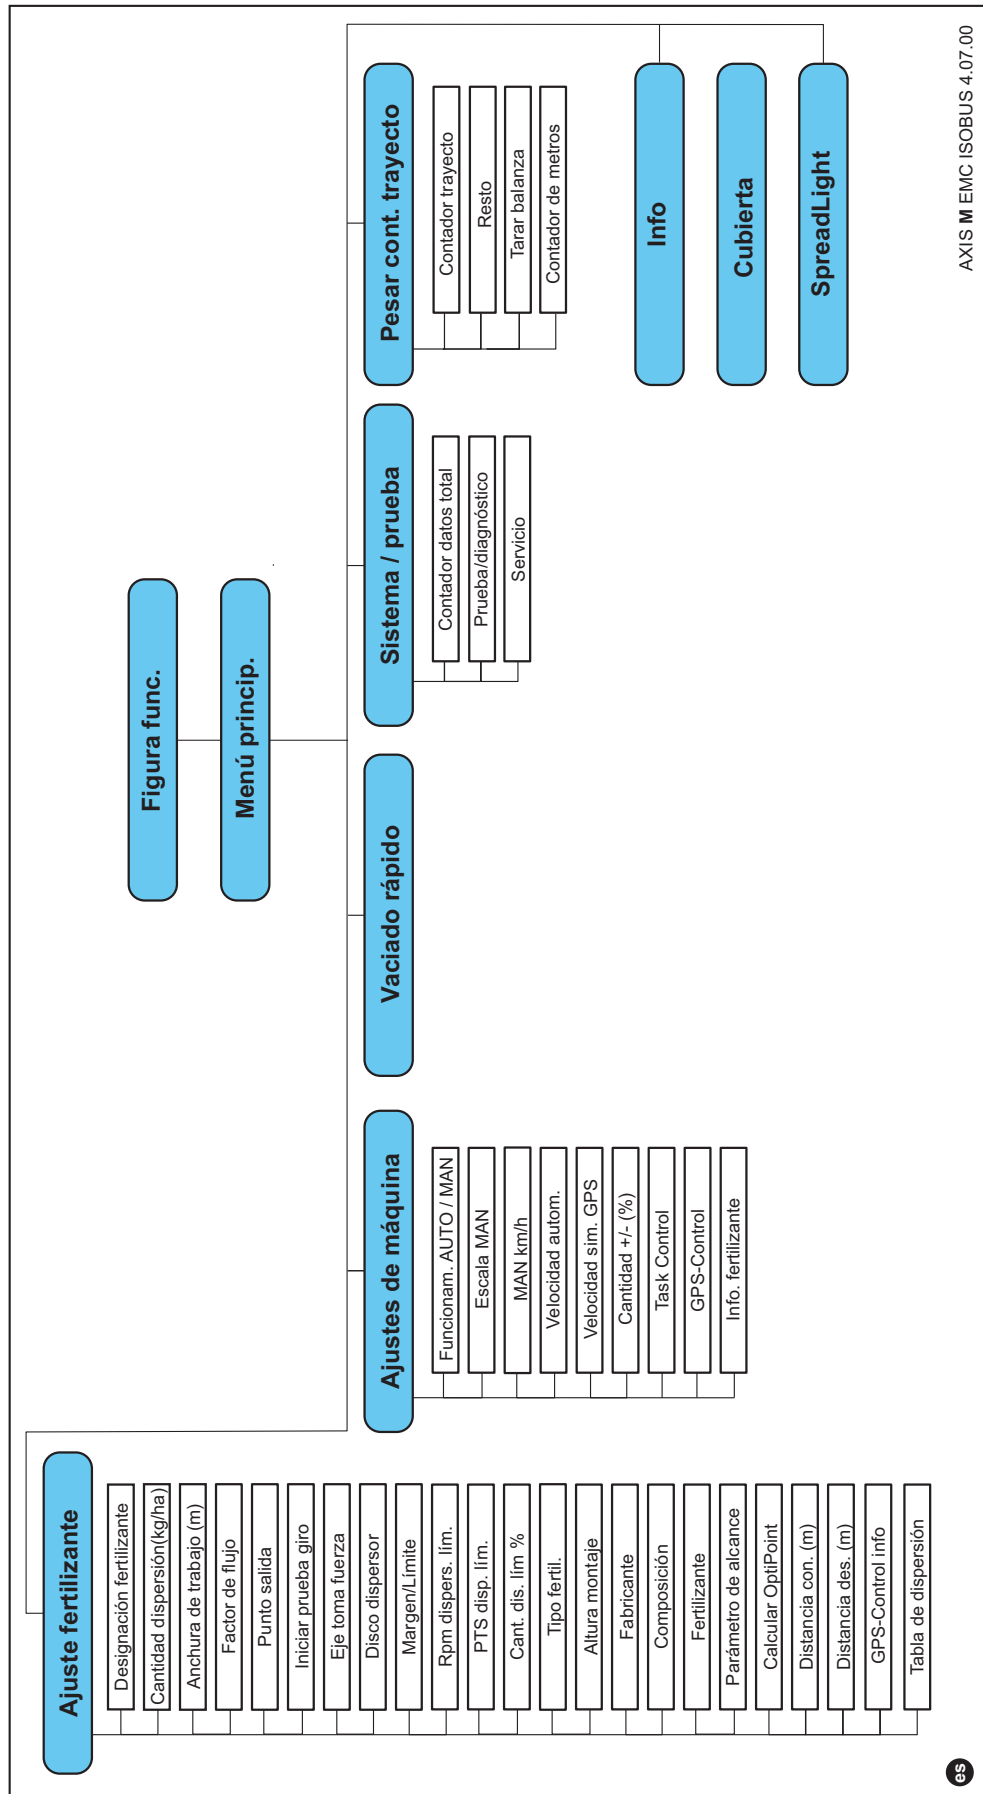 Figura func.
Menú princip.
Ajuste fertilizante
Designación fertilizante
Cantidad dispersión(kg/ha)
Anchura de trabajo (m)
Factor de flujo
Punto salida
Iniciar prueba giro
Eje toma fuerza
Disco dispersor
Margen/Límite
Rpm dispers. lím.
PTS disp. lím.
Cant. dis. lím %
Tipo fertil.
Altura montaje
Fabricante
Composición
Fertilizante
Parámetro de alcance
Calcular OptiPoint
Distancia con. (m)
Distancia des. (m)
GPS-Control info
Tabla de dispersión
Ajustes de máquina
Funcionam. AUTO / MAN
Escala MAN
MAN km/h
Velocidad autom.
Velocidad sim. GPS
Cantidad +/- (%)
Task Control
GPS-Control
Info. fertilizante
Vaciado rápido
Sistema / prueba
Contador datos total
Prueba/diagnóstico
Servicio
Pesar cont. trayecto
Contador trayecto
Resto
Tarar balanza
Contador de metros
Info
Cubierta
SpreadLight
es
AXIS M EMC ISOBUS 4.07.00